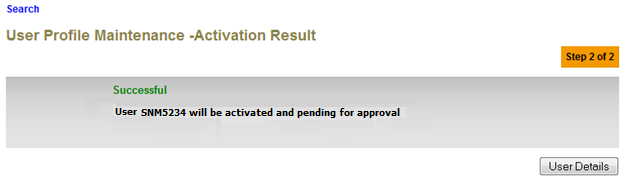 Search
User Profile Maintenance -Activation Result
Step 2 of 2
Successful
User SNM5234 will be activated and pending for approval
User Details